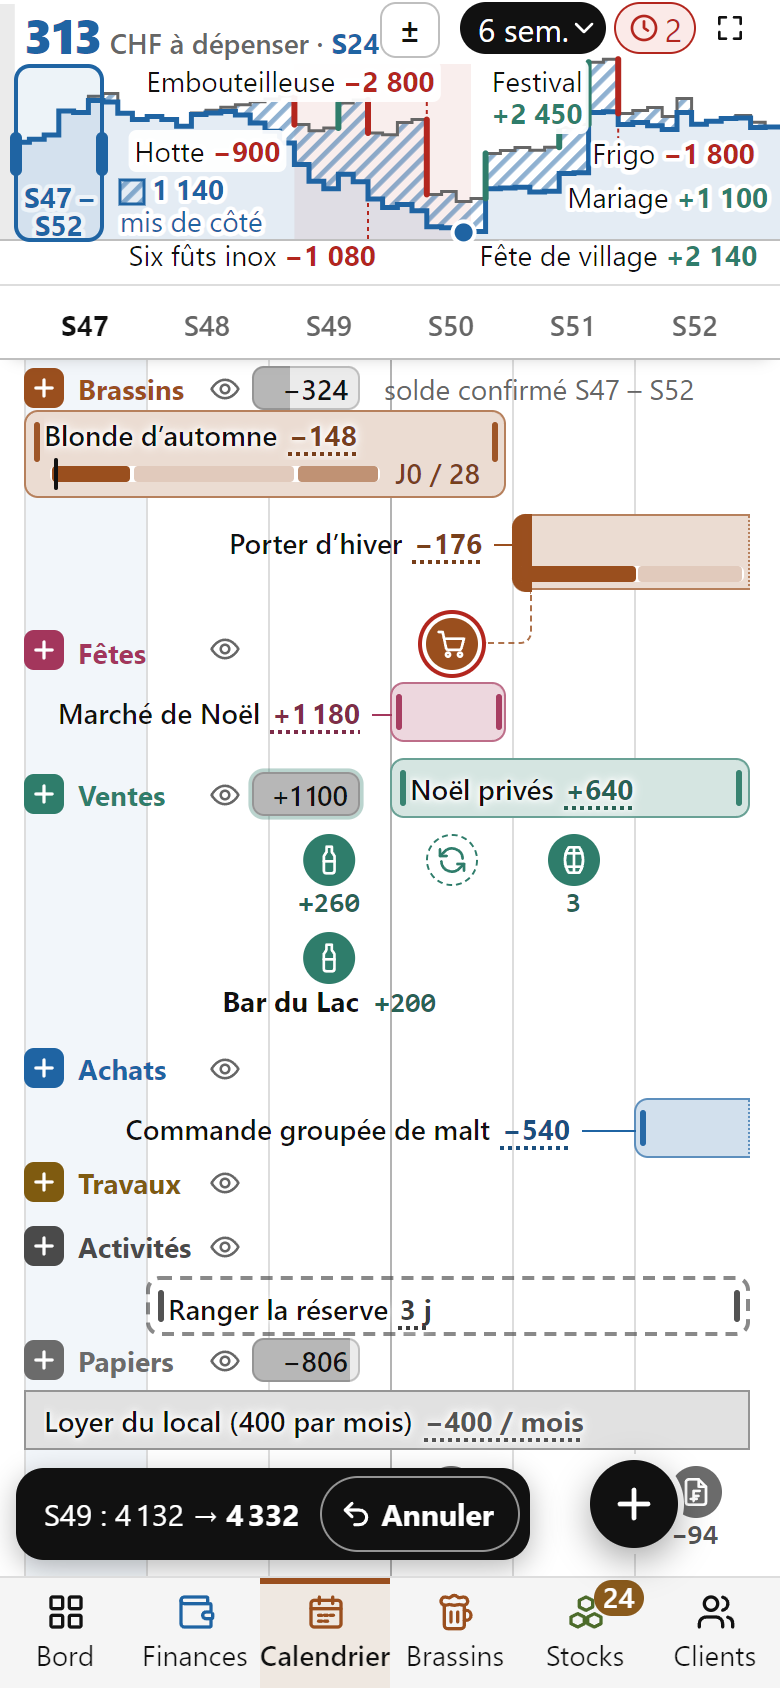 313 CHF à dépenser · S24
±
6 sem.
2
Embouteilleuse −2 800
Festival
+2 450
Hotte −900
Frigo −1 800
1 140
mis de côté
S47 –
S52
Mariage +1 100
Six fûts inox −1 080
Fête de village +2 140
S47 S48 S49 S50 S51 S52
Brassins −324 solde confirmé S47 – S52
Blonde d’automne −148
J0 / 28
Porter d’hiver −176
Fêtes
Marché de Noël +1 180
Ventes +1100
Noël privés +640
+260
3
Bar du Lac +200
Achats
Commande groupée de malt −540
Travaux
Activités
Ranger la réserve 3 j
Papiers −806
Loyer du local (400 par mois) −400 / mois
S49 : 4 132 → 4 332 Annuler
+
−94
24
Bord Finances Calendrier Brassins Stocks Clients